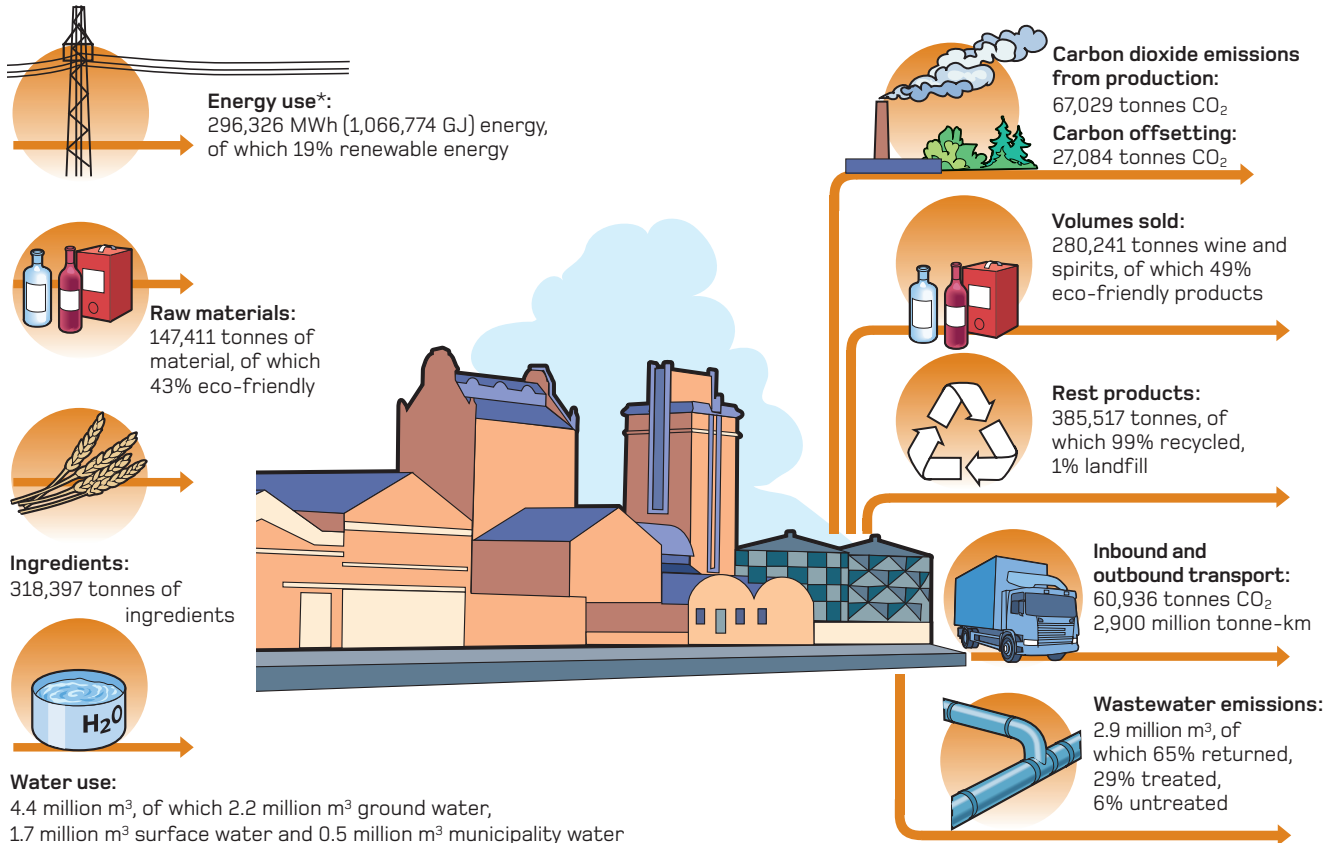 Energy use*:
296,326 MWh (1,066,774 GJ) energy,
of which 19% renewable energy
Raw materials:
147,411 tonnes of
material, of which
43% eco-friendly
Ingredients:
318,397 tonnes of
ingredients
H₂O
Water use:
4.4 million m³, of which 2.2 million m³ ground water,
1.7 million m³ surface water and 0.5 million m³ municipality water
Carbon dioxide emissions
from production:
67,029 tonnes CO₂
Carbon offsetting:
27,084 tonnes CO₂
Volumes sold:
280,241 tonnes wine and
spirits, of which 49%
eco-friendly products
Rest products:
385,517 tonnes, of
which 99% recycled,
1% landfill
Inbound and
outbound transport:
60,936 tonnes CO₂
2,900 million tonne-km
Wastewater emissions:
2.9 million m³, of
which 65% returned,
29% treated,
6% untreated